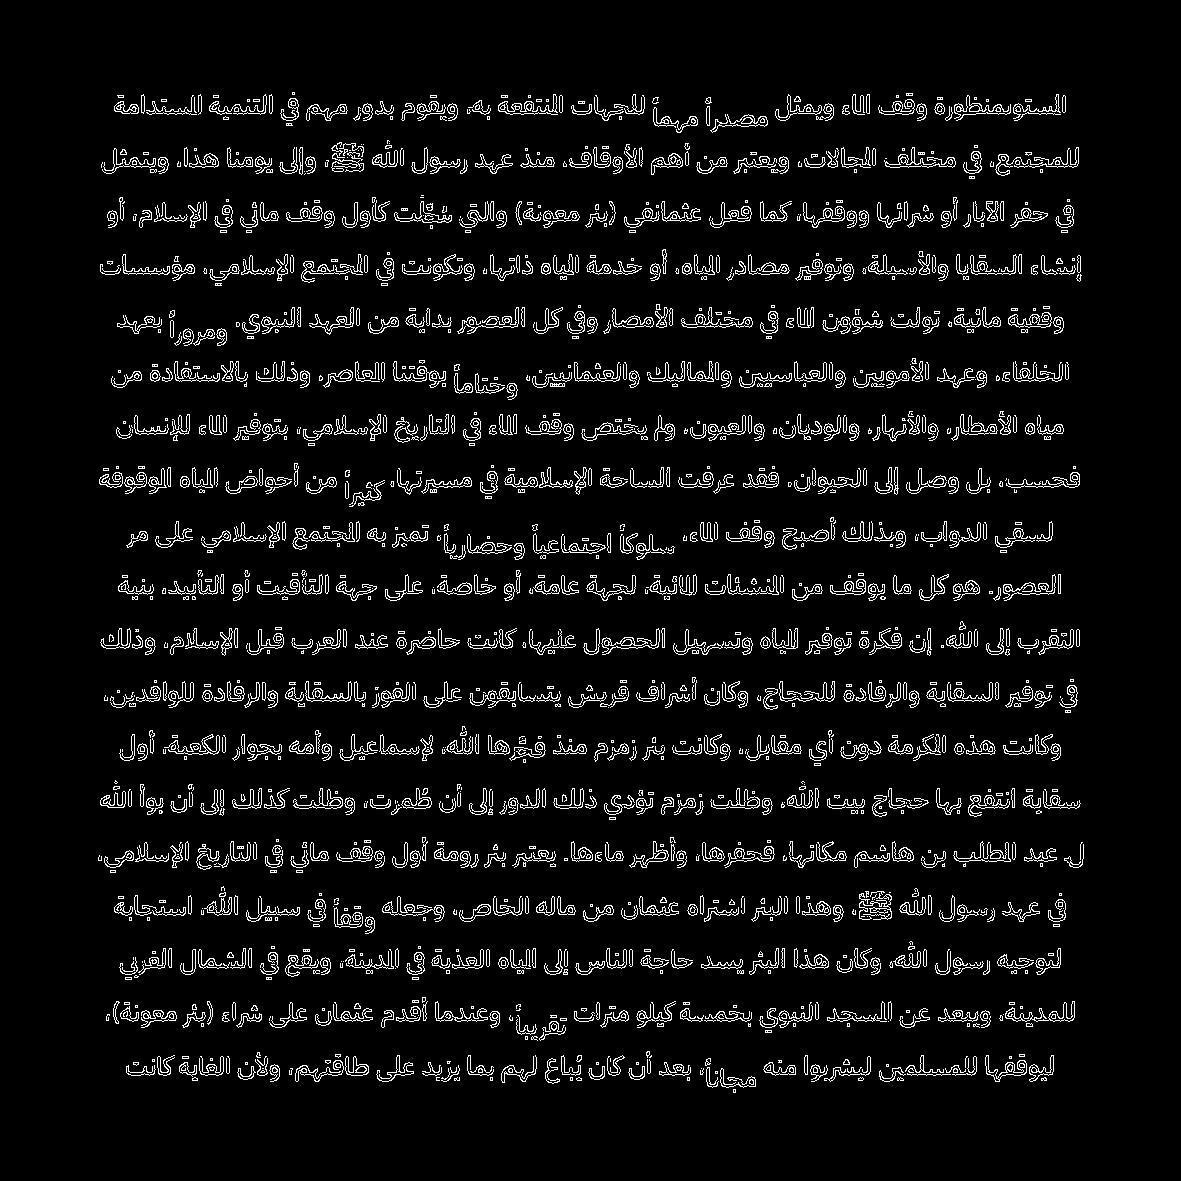 المستوىمنظورة وقف الماء ويمثل مصدراً مهماً للجهات المنتفعة به، ويقوم بدور مهم في التنمية المستدامة
للمجتمع، في مختلف المجالات، ويعتبر من أهم الأوقاف، منذ عهد رسول الله ﷺ، وإلى يومنا هذا، ويتمثل
في حفر الآبار أو شرائها ووقفها، كما فعل عثمانفي (بئر معونة) والتي سُجَّلت كأول وقف مائي في الإسلام، أو
إنشاء السقايا والأسبلة، وتوفير مصادر المياه، أو خدمة المياه ذاتها، وتكونت في المجتمع الإسلامي، مؤسسات
وقفية مائية، تولت شؤون الماء في مختلف الأمصار وفي كل العصور بداية من العهد النبوي، ومروراً بعهد
الخلفاء، وعهد الأمويين والعباسيين والماليك والعثمانيين، وختاماً بوقتنا المعاصر، وذلك بالاستفادة من
مياه الأمطار، والأنهار، والوديان، والعيون، ولم يختص وقف الماء في التاريخ الإسلامي، بتوفير الماء للإنسان
فحسب، بل وصل إلى الحيوان، فقد عرفت الساحة الإسلامية في مسيرتها، كثيراً من أحواض المياه الموقوفة
لسقي الدواب، وبذلك أصبح وقف الماء، سلوكاً اجتماعياً وحضارياً، تميز به المجتمع الإسلامي على مر
العصور. هو كل ما يوقف من المنشئات المائية، لجهة عامة، أو خاصة، على جهة التأقيت أو التأبيد، بنية
التقرب إلى الله. إن فكرة توفير المياه وتسهيل الحصول عليها، كانت حاضرة عند العرب قبل الإسلام، وذلك
في توفير السقاية والرفادة للحجاج، وكان أشراف قريش يتسابقون على الفوز بالسقاية والرفادة للوافدين،
وكانت هذه المكرمة دون أي مقابل، وكانت بئر زمزم منذ فجَّرها الله، لإسماعيل وأمه بجوار الكعبة، أول
سقاية انتفع بها حجاج بيت الله، وظلت زمزم تؤدي ذلك الدور إلى أن طُمرت، وظلت كذلك إلى أن بوأ الله
لـ عبد المطلب بن هاشم مكانها، فحفرها، وأظهر ماءها. يعتبر بئر رومة أول وقف مائي في التاريخ الإسلامي،
في عهد رسول الله ﷺ، وهذا البئر اشتراه عثمان من ماله الخاص، وجعله وقفاً في سبيل الله، استجابة
لتوجيه رسول الله، وكان هذا البئر يسد حاجة الناس إلى المياه العذبة في المدينة، ويقع في الشمال الغربي
للمدينة، ويبعد عن المسجد النبوي بخمسة كيلو مترات تقريباً، وعندما أقدم عثمان على شراء (بئر معونة)،
ليوقفها للمسلمين ليشربوا منه مجاناً، بعد أن كان يُباع لهم بما يزيد على طاقتهم، ولأن الغاية كانت